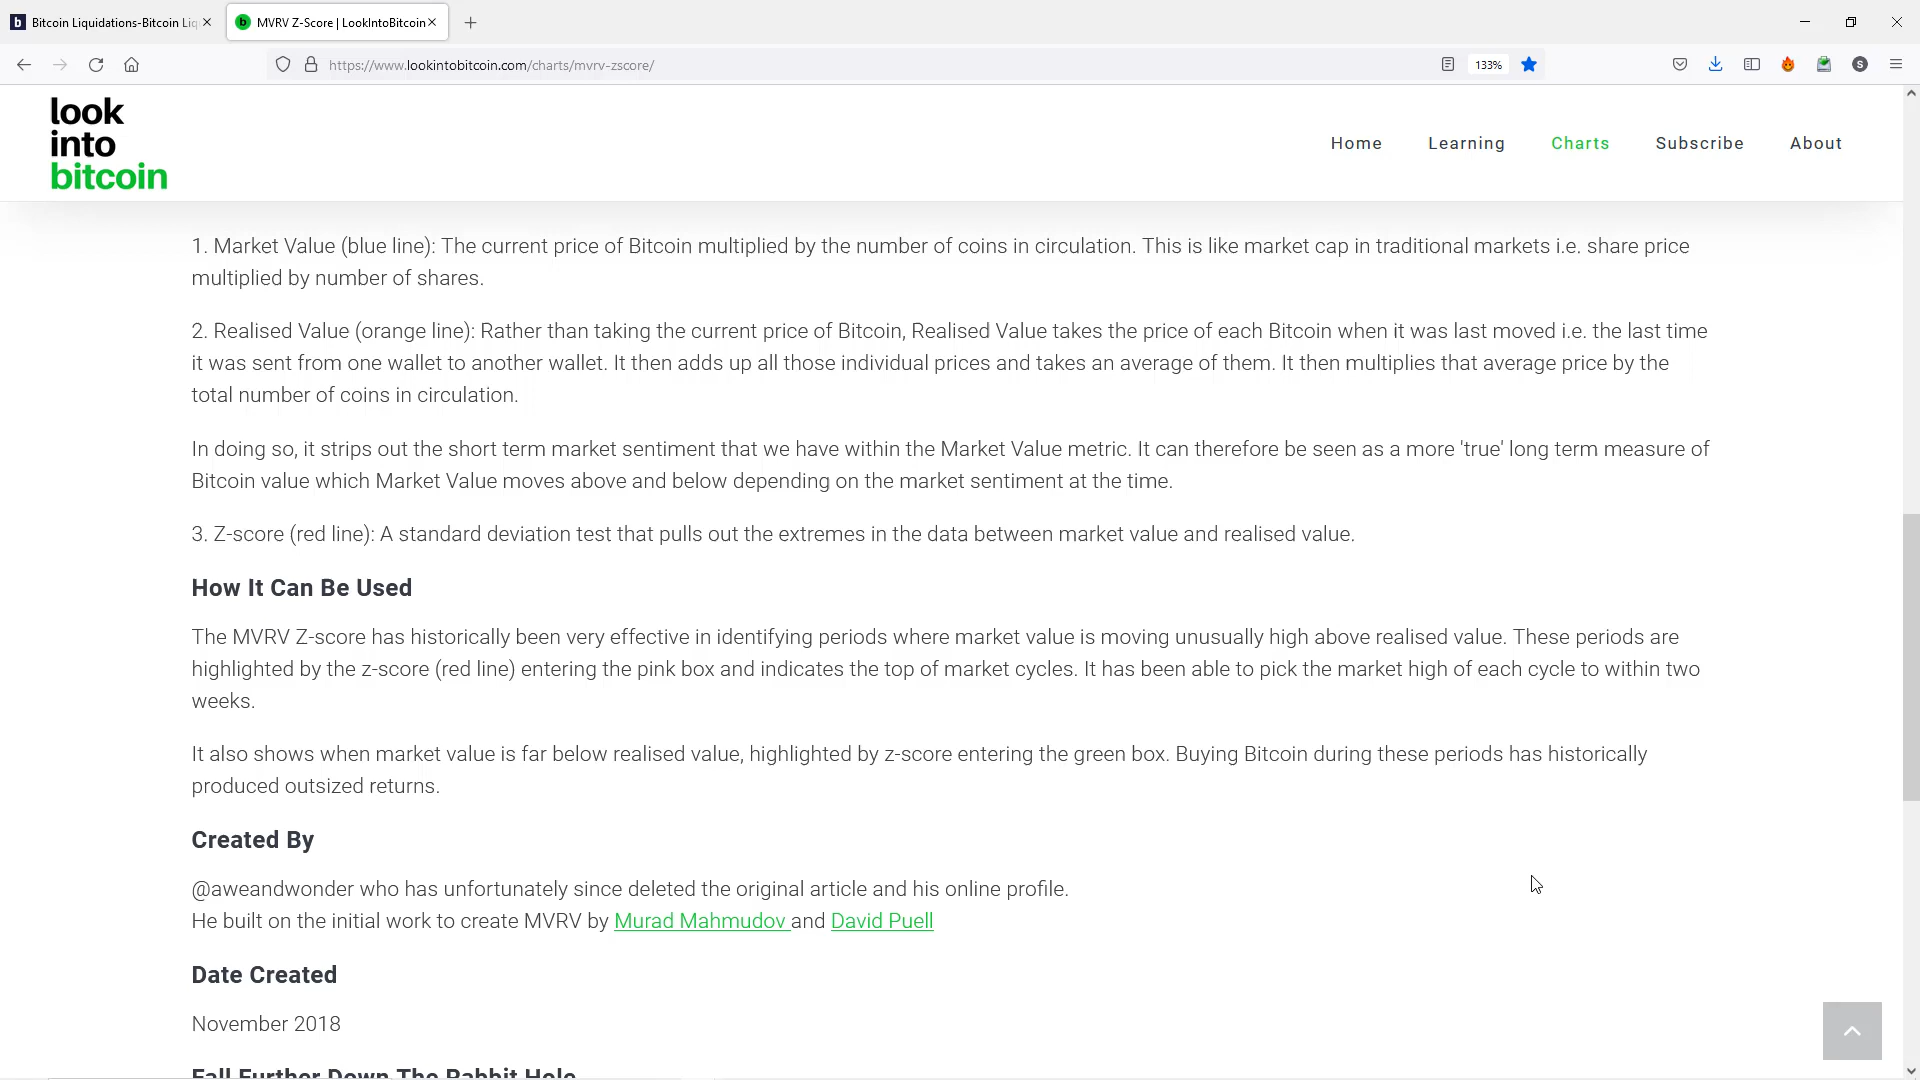 Bitcoin Liquidations-Bitcoin Liq
MVRV Z-Score | LookIntoBitcoin
https://www.lookintobitcoin.com/charts/mvrv-zscore/
133%
S
look
into
bitcoin
Home
Learning
Charts
Subscribe
About
1. Market Value (blue line): The current price of Bitcoin multiplied by the number of coins in circulation. This is like market cap in traditional markets i.e. share price
multiplied by number of shares.
2. Realised Value (orange line): Rather than taking the current price of Bitcoin, Realised Value takes the price of each Bitcoin when it was last moved i.e. the last time
it was sent from one wallet to another wallet. It then adds up all those individual prices and takes an average of them. It then multiplies that average price by the
total number of coins in circulation.
In doing so, it strips out the short term market sentiment that we have within the Market Value metric. It can therefore be seen as a more 'true' long term measure of
Bitcoin value which Market Value moves above and below depending on the market sentiment at the time.
3. Z-score (red line): A standard deviation test that pulls out the extremes in the data between market value and realised value.
How It Can Be Used
The MVRV Z-score has historically been very effective in identifying periods where market value is moving unusually high above realised value. These periods are
highlighted by the z-score (red line) entering the pink box and indicates the top of market cycles. It has been able to pick the market high of each cycle to within two
weeks.
It also shows when market value is far below realised value, highlighted by z-score entering the green box. Buying Bitcoin during these periods has historically
produced outsized returns.
Created By
@aweandwonder who has unfortunately since deleted the original article and his online profile.
He built on the initial work to create MVRV by Murad Mahmudov and David Puell
Date Created
November 2018
Fall Further Down The Rabbit Hole